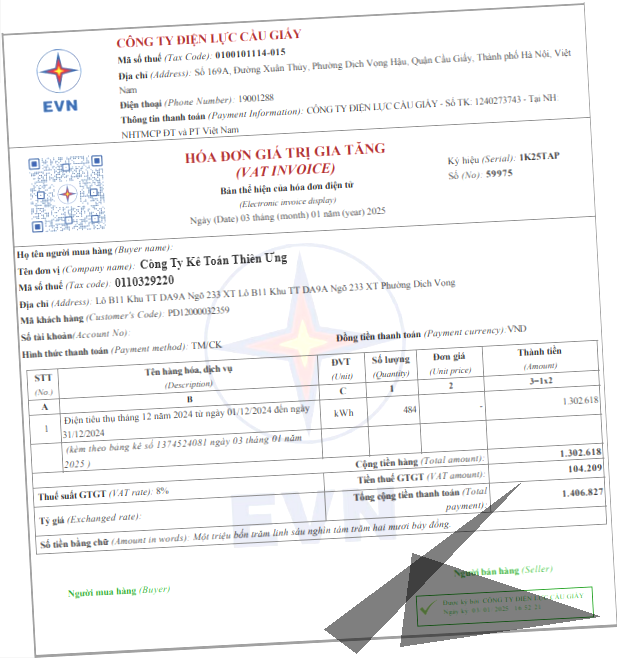 CÔNG TY ĐIỆN LỰC CẦU GIẤY
Mã số thuế (Tax Code): 0100101114-015
Địa chỉ (Address): Số 169A, Đường Xuân Thủy, Phường Dịch Vọng Hậu, Quận Cầu Giấy, Thành phố Hà Nội, Việt
Nam
Điện thoại (Phone Number): 19001288
Thông tin thanh toán (Payment Information): CÔNG TY ĐIỆN LỰC CẦU GIẤY - Số TK: 1240273743 - Tại NH
NHTMCP ĐT và PT Việt Nam
EVN
HÓA ĐƠN GIÁ TRỊ GIA TĂNG
(VAT INVOICE)
Bản thể hiện của hóa đơn điện tử
(Electronic invoice display)
Ngày (Date) 03 tháng (month) 01 năm (year) 2025
Ký hiệu (Serial): 1K25TAP
Số (No): 59975
Họ tên người mua hàng (Buyer name):
Tên đơn vị (Company name): Công Ty Kế Toán Thiên Ưng
Mã số thuế (Tax code): 0110329220
Địa chỉ (Address): Lô B11 Khu TT DA9A Ngõ 233 XT Lô B11 Khu TT DA9A Ngõ 233 XT Phường Dịch Vọng
Mã khách hàng (Customer's Code): PD12000032359
Số tài khoản(Account No):
Hình thức thanh toán (Payment method): TM/CK
Đồng tiền thanh toán (Payment currency): VND
STT (No.) Tên hàng hóa, dịch vụ (Description) ĐVT (Unit) Số lượng (Quantity) Đơn giá (Unit price) Thành tiền (Amount)
A B C 1 2 3=1x2
1 Điện tiêu thụ tháng 12 năm 2024 từ ngày 01/12/2024 đến ngày
31/12/2024 kWh 484 - 1.302.618
(kèm theo bảng kê số 1374524081 ngày 03 tháng 01 năm
2025 )
Cộng tiền hàng (Total amount): 1.302.618
Thuế suất GTGT (VAT rate): 8% Tiền thuế GTGT (VAT amount): 104.209
Tỷ giá (Exchanged rate): Tổng cộng tiền thanh toán (Total
payment): 1.406.827
Số tiền bằng chữ (Amount in words): Một triệu bốn trăm linh sáu nghìn tám trăm hai mươi bảy đồng.
EVN
Người mua hàng (Buyer)
Người bán hàng (Seller)
Được ký bởi: CÔNG TY ĐIỆN LỰC CẦU GIẤY
Ngày ký: 03/01/2025